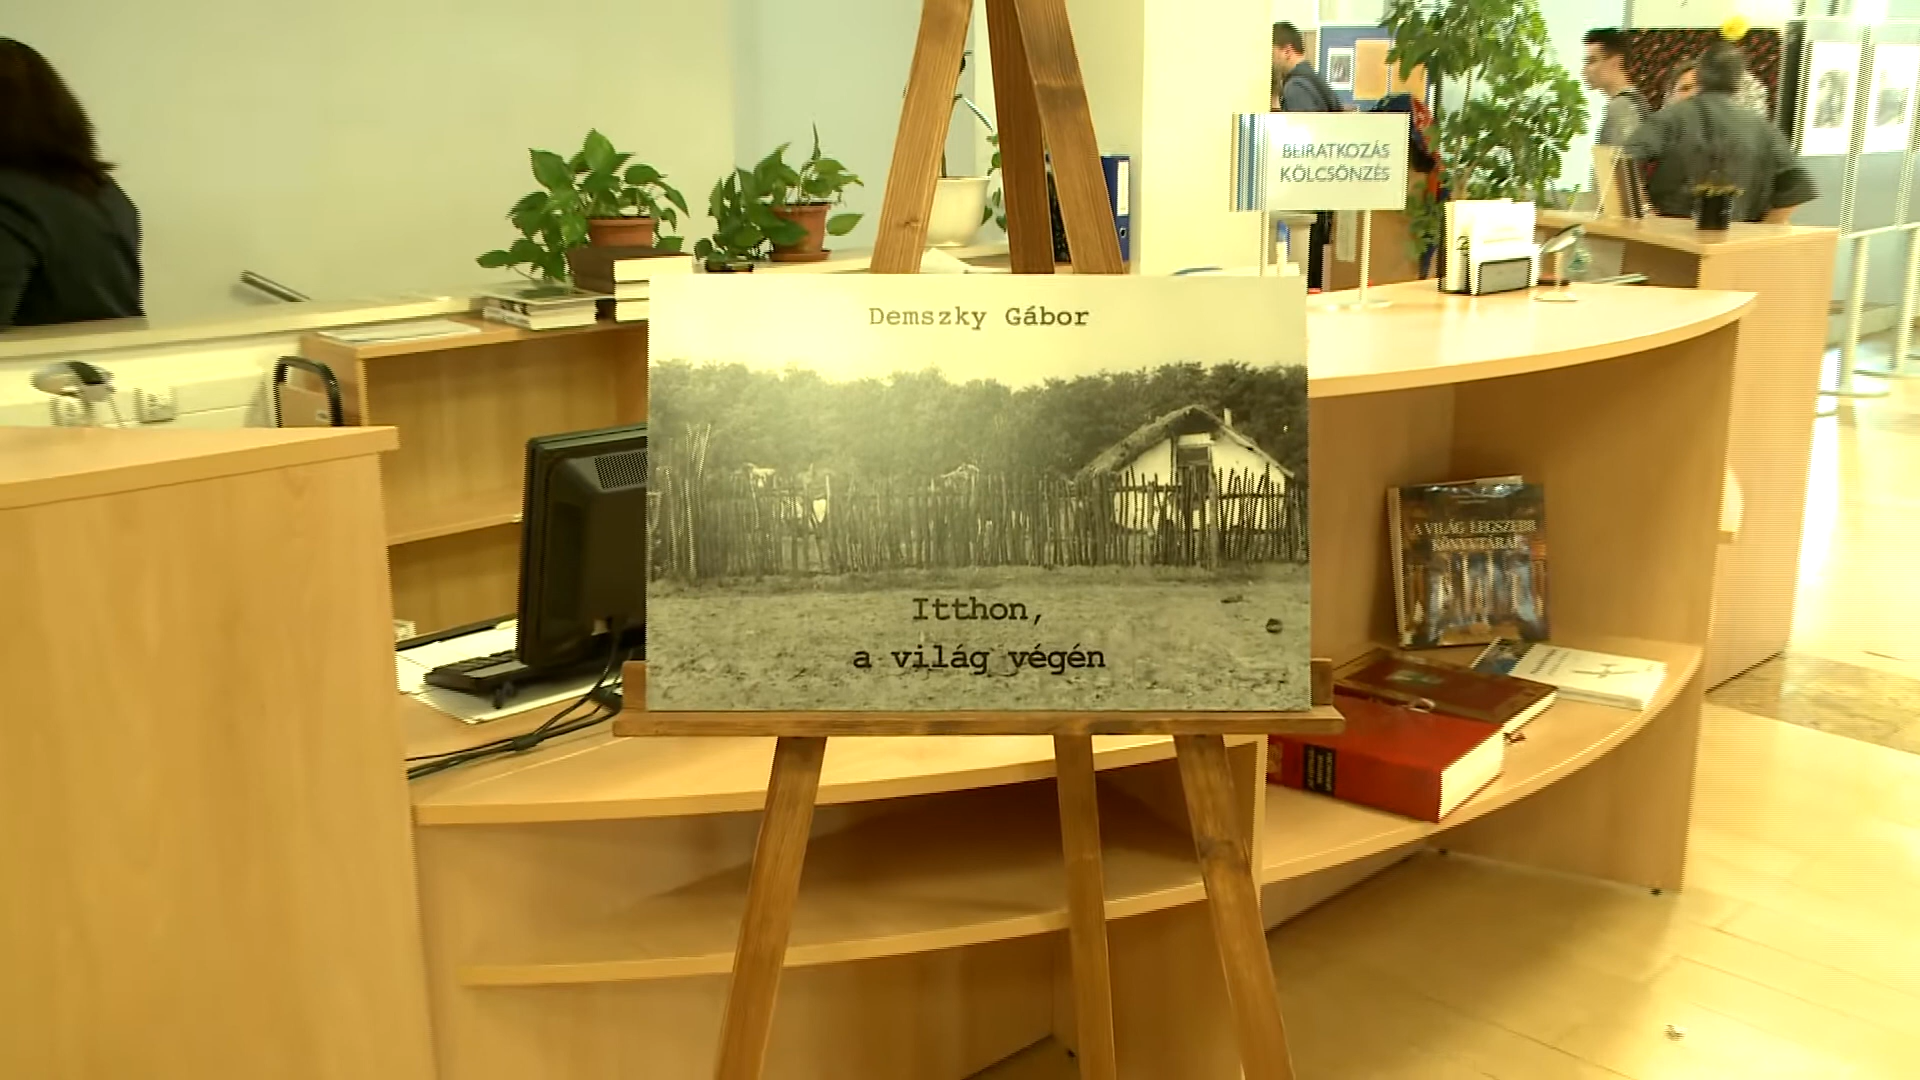 BEIRATKOZÁS
KÖLCSÖNZÉS
Demszky Gábor
Itthon,
a világ végén
A VILÁG LEGSZEBB
KÖNYVTÁRAI